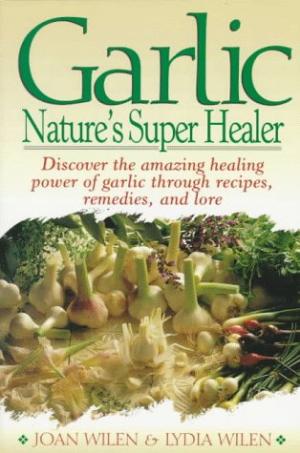 Garlic
Nature's Super Healer
Discover the amazing healing
power of garlic through recipes,
remedies, and lore
❖ JOAN WILEN & LYDIA WILEN ❖